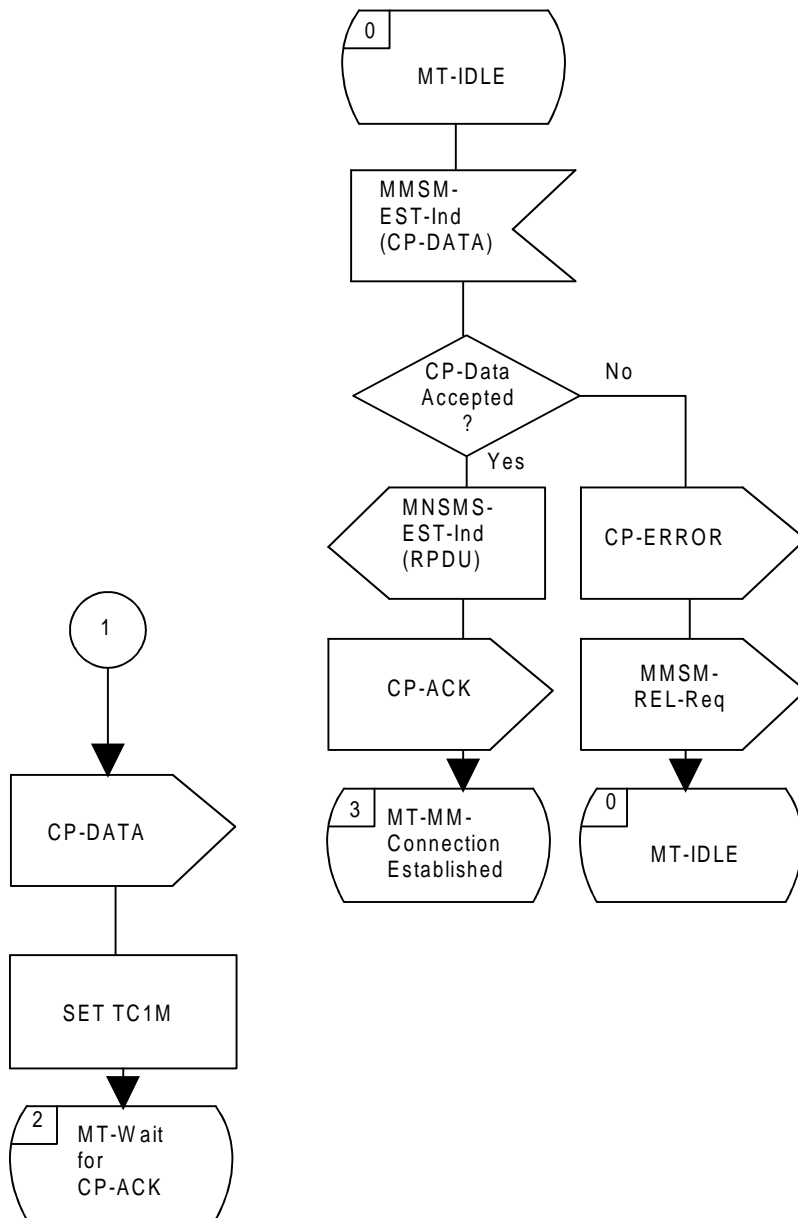 0
MT-IDLE
MMSM-
EST-Ind
(CP-DATA)
CP-Data
Accepted
?
No
Yes
MNSMS-
EST-Ind
(RPDU)
CP-ERROR
1
CP-ACK
MMSM-
REL-Req
CP-DATA
3
MT-MM-
Connection
Established
0
MT-IDLE
SET TC1M
2
MT-Wait
for
CP-ACK